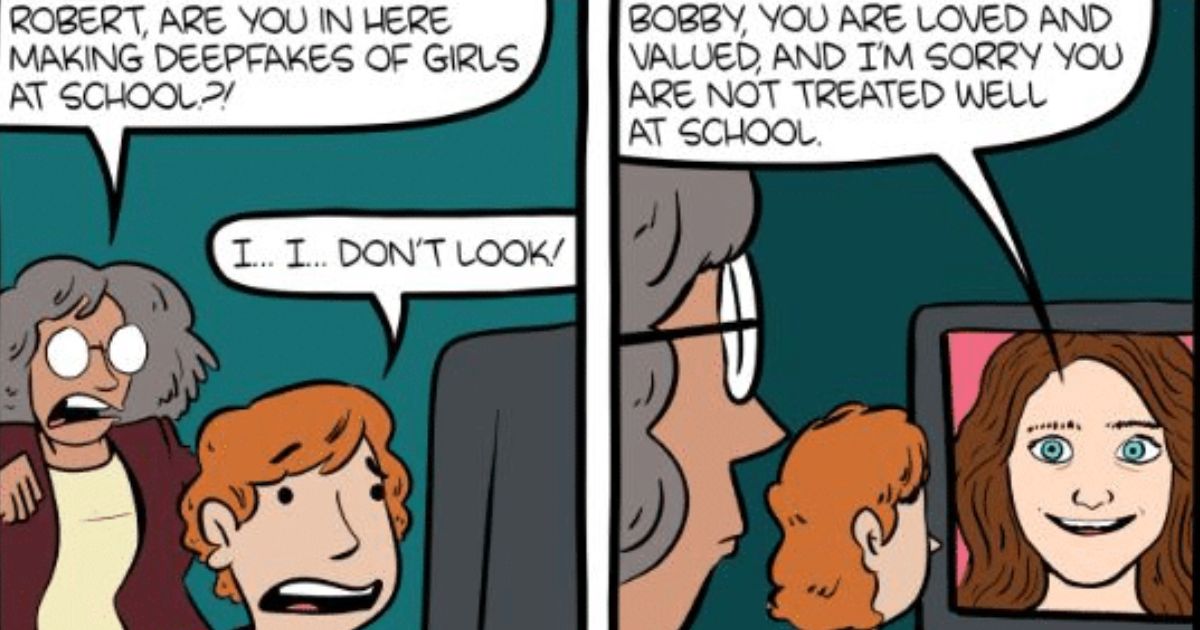 ROBERT, ARE YOU IN HERE
MAKING DEEPFAKES OF GIRLS
AT SCHOOL?!
I... I... DON'T LOOK!
BOBBY, YOU ARE LOVED AND
VALUED, AND I'M SORRY YOU
ARE NOT TREATED WELL
AT SCHOOL.